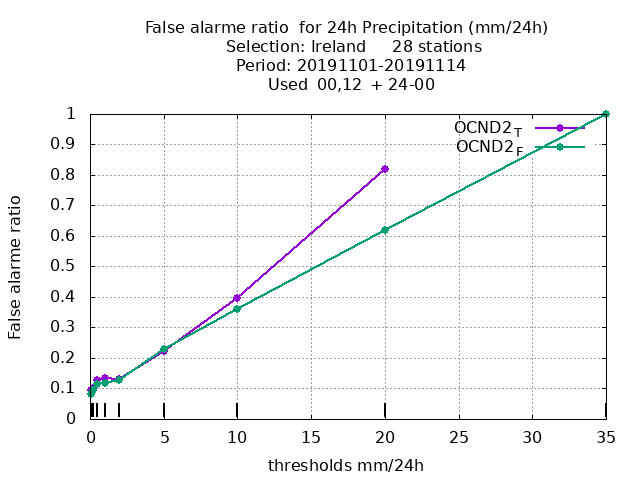 False alarme ratio  for 24h Precipitation (mm/24h)
Selection: Ireland     28 stations
Period: 20191101-20191114
Used  00,12  + 24-00
OCND2T
OCND2F
False alarme ratio
1
0.9
0.8
0.7
0.6
0.5
0.4
0.3
0.2
0.1
0
0 5 10 15 20 25 30 35
thresholds mm/24h